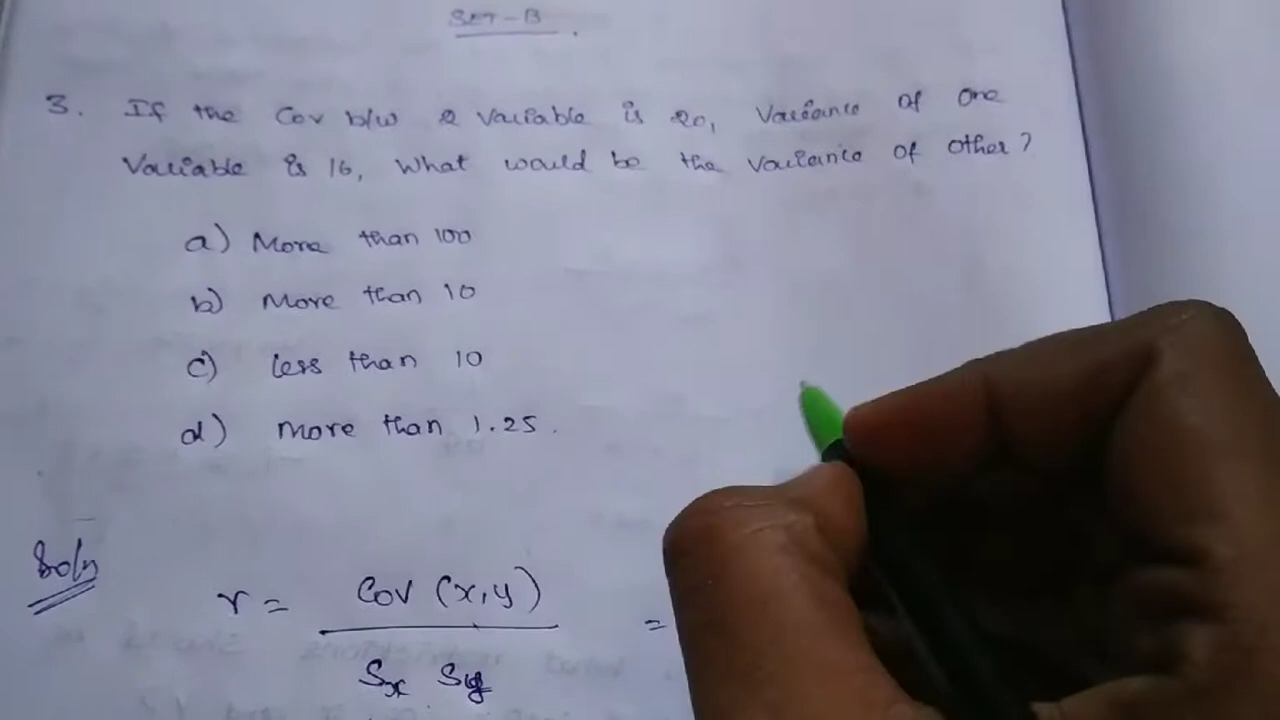 SET-B
3. If the Cov b/w 2 Variable is 20, Variance of one
Variable is 16, What would be the variance of other?
a) More than 100
b) More than 10
c) less than 10
d) more than 1.25.
Soln
r = Cov (x,y) =
Sx Sy